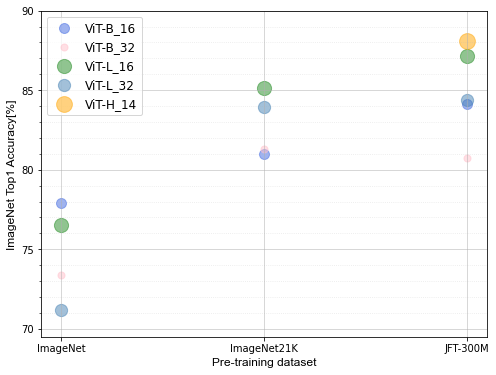 90
ViT-B_16
ViT-B_32
ViT-L_16
ViT-L_32
ViT-H_14
85
80
75
70
ImageNet Top1 Accuracy[%]
ImageNet
ImageNet21K
JFT-300M
Pre-training dataset